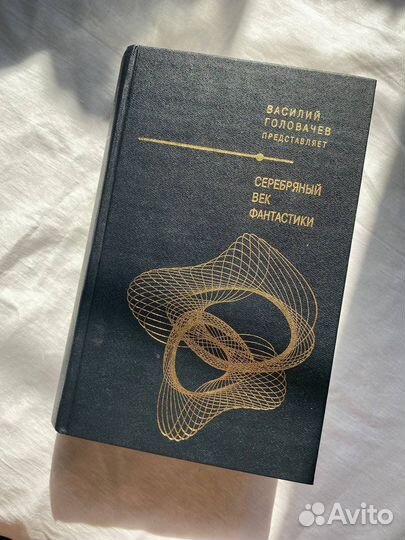 ВАСИЛИЙ
ГОЛОВАЧЕВ
ПРЕДСТАВЛЯЕТ
СЕРЕБРЯНЫЙ
ВЕК
ФАНТАСТИКИ
Avito